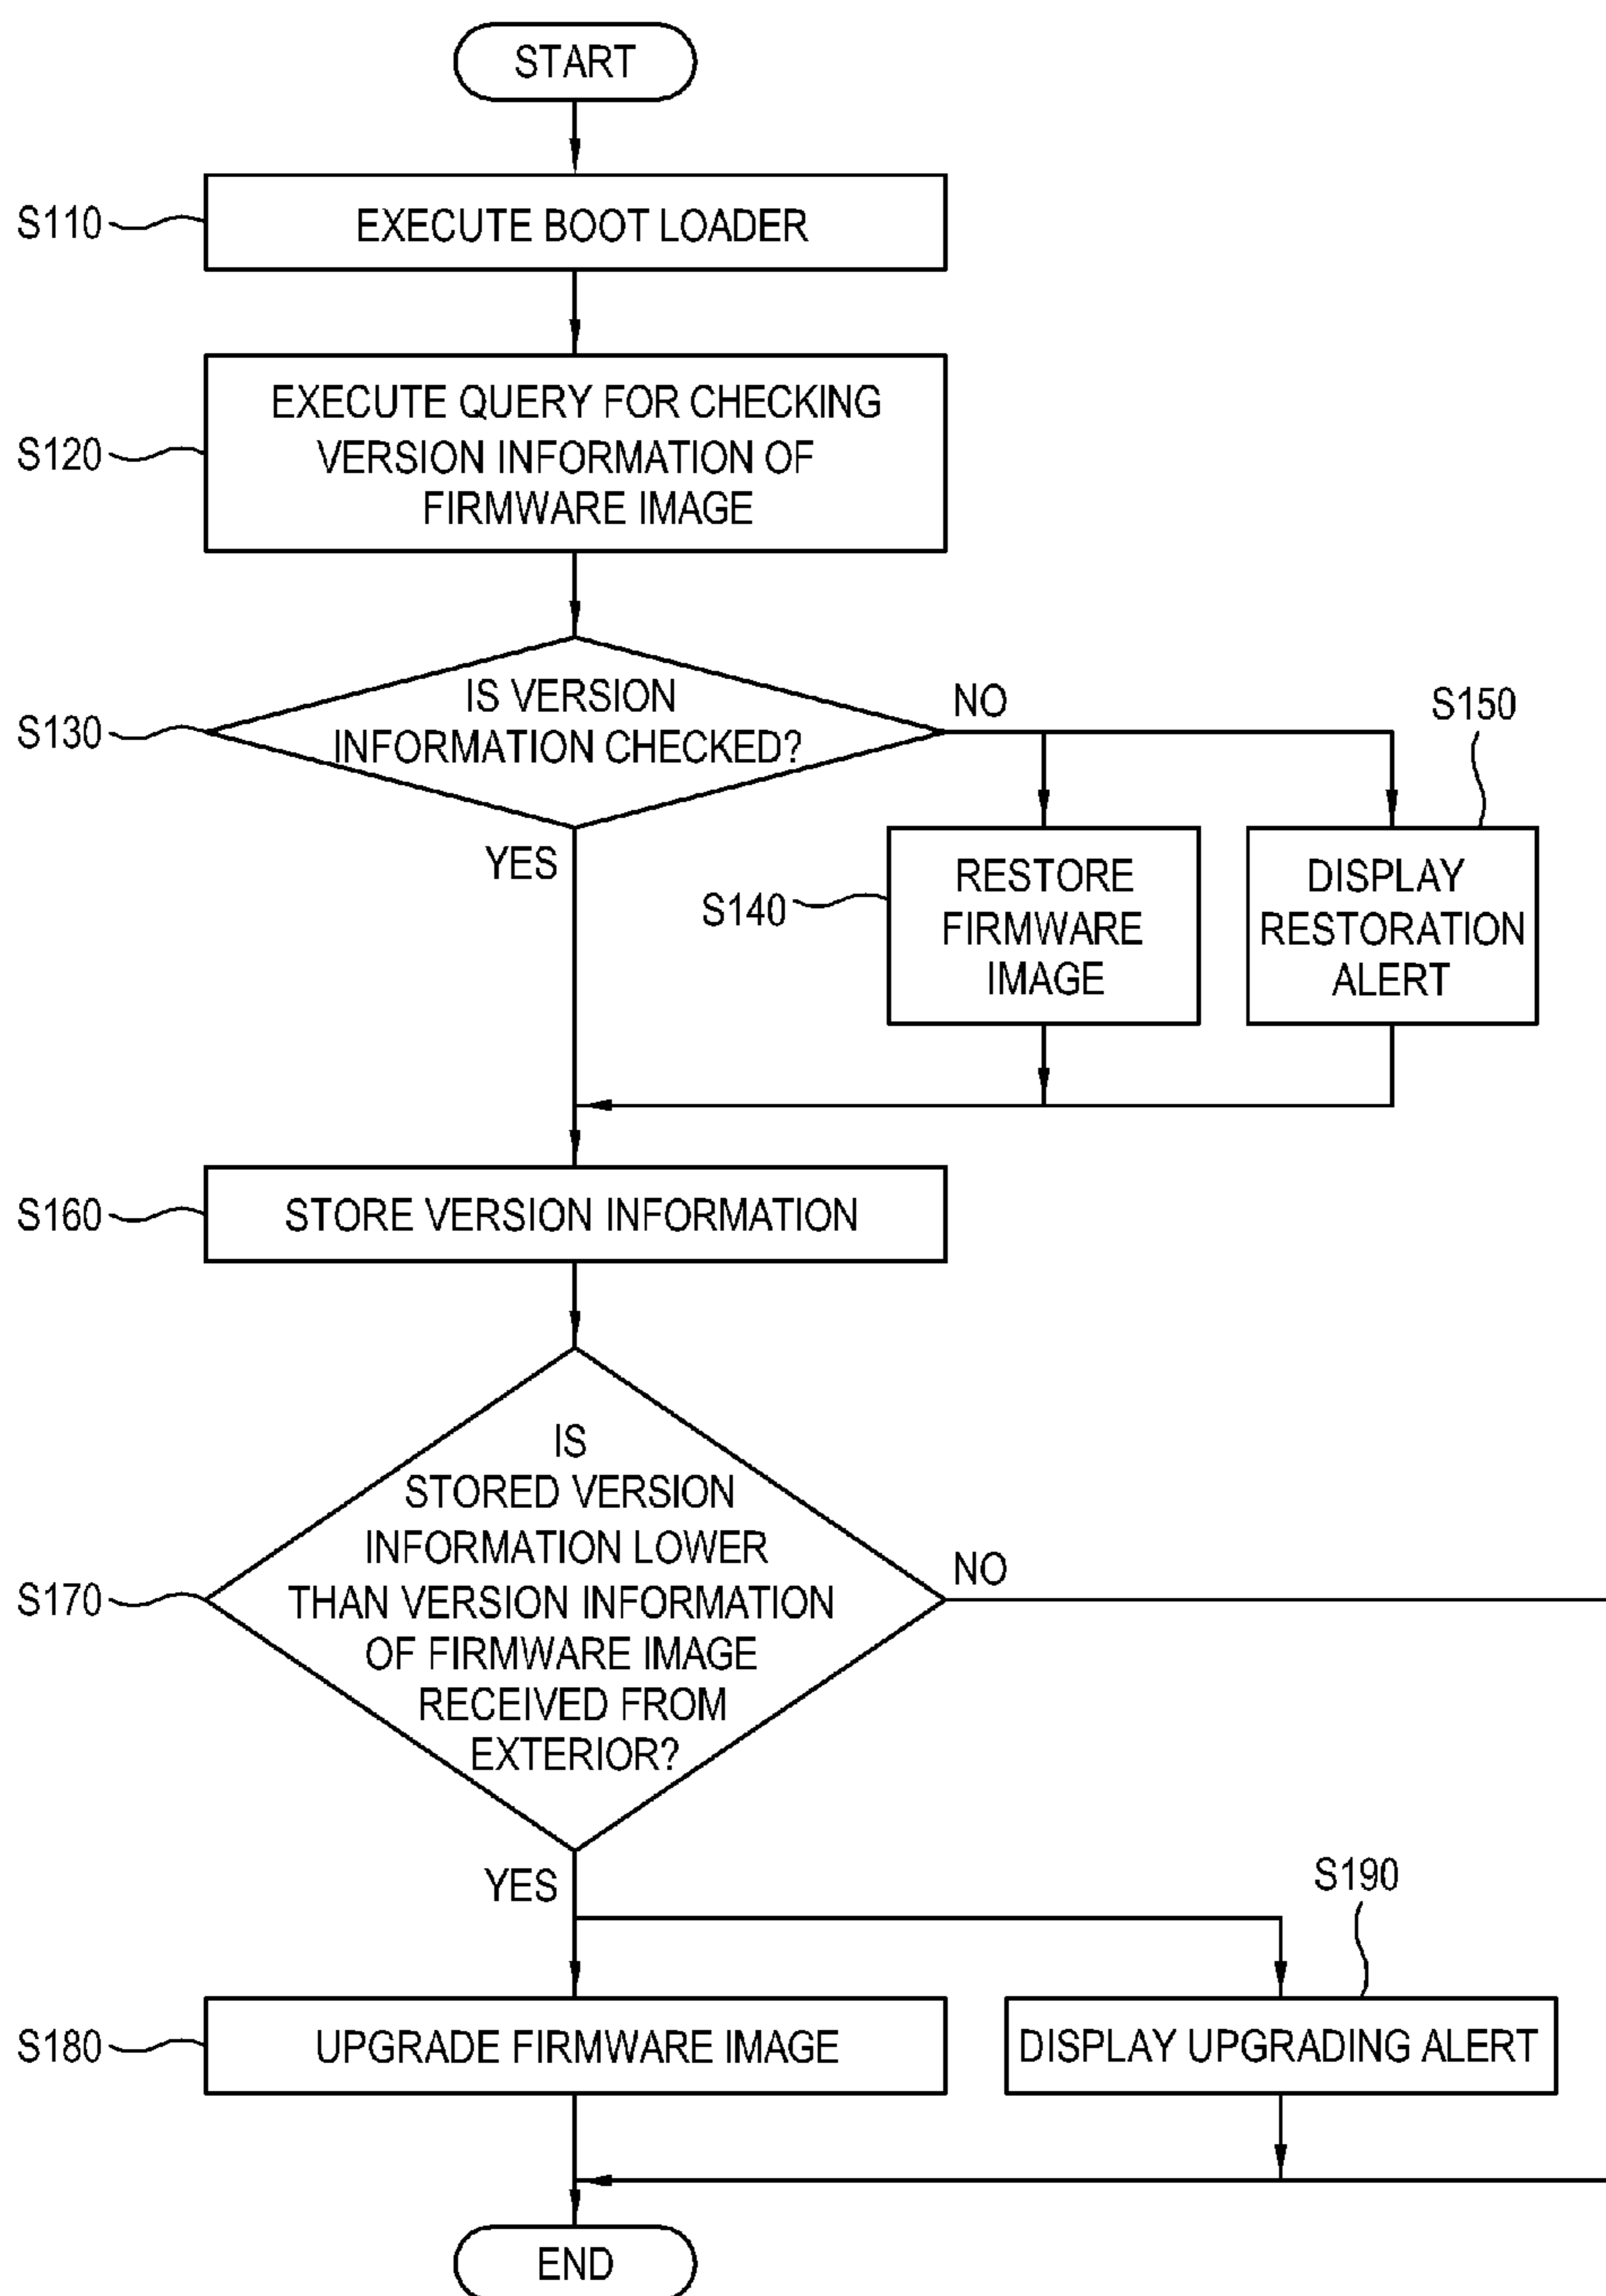 START
S110
EXECUTE BOOT LOADER
S120
EXECUTE QUERY FOR CHECKING
VERSION INFORMATION OF
FIRMWARE IMAGE
S130
IS VERSION
INFORMATION CHECKED?
NO
YES
S150
S140
RESTORE
FIRMWARE
IMAGE
DISPLAY
RESTORATION
ALERT
S160
STORE VERSION INFORMATION
S170
IS
STORED VERSION
INFORMATION LOWER
THAN VERSION INFORMATION
OF FIRMWARE IMAGE
RECEIVED FROM
EXTERIOR?
NO
YES
S190
S180
UPGRADE FIRMWARE IMAGE
DISPLAY UPGRADING ALERT
END